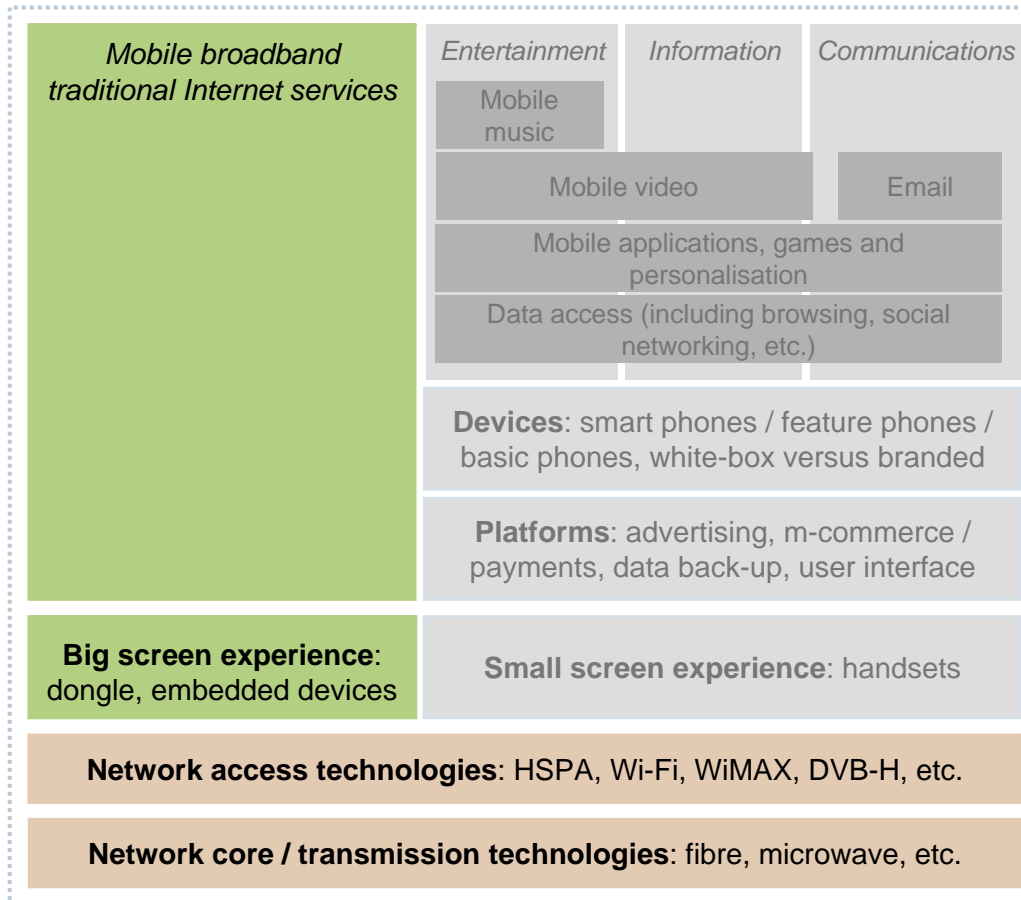 Mobile broadband
traditional Internet services
Entertainment
Information
Communications
Mobile
music
Mobile video
Email
Mobile applications, games and
personalisation
Data access (including browsing, social
networking, etc.)
Devices: smart phones / feature phones /
basic phones, white-box versus branded
Platforms: advertising, m-commerce /
payments, data back-up, user interface
Big screen experience:
dongle, embedded devices
Small screen experience: handsets
Network access technologies: HSPA, Wi-Fi, WiMAX, DVB-H, etc.
Network core / transmission technologies: fibre, microwave, etc.